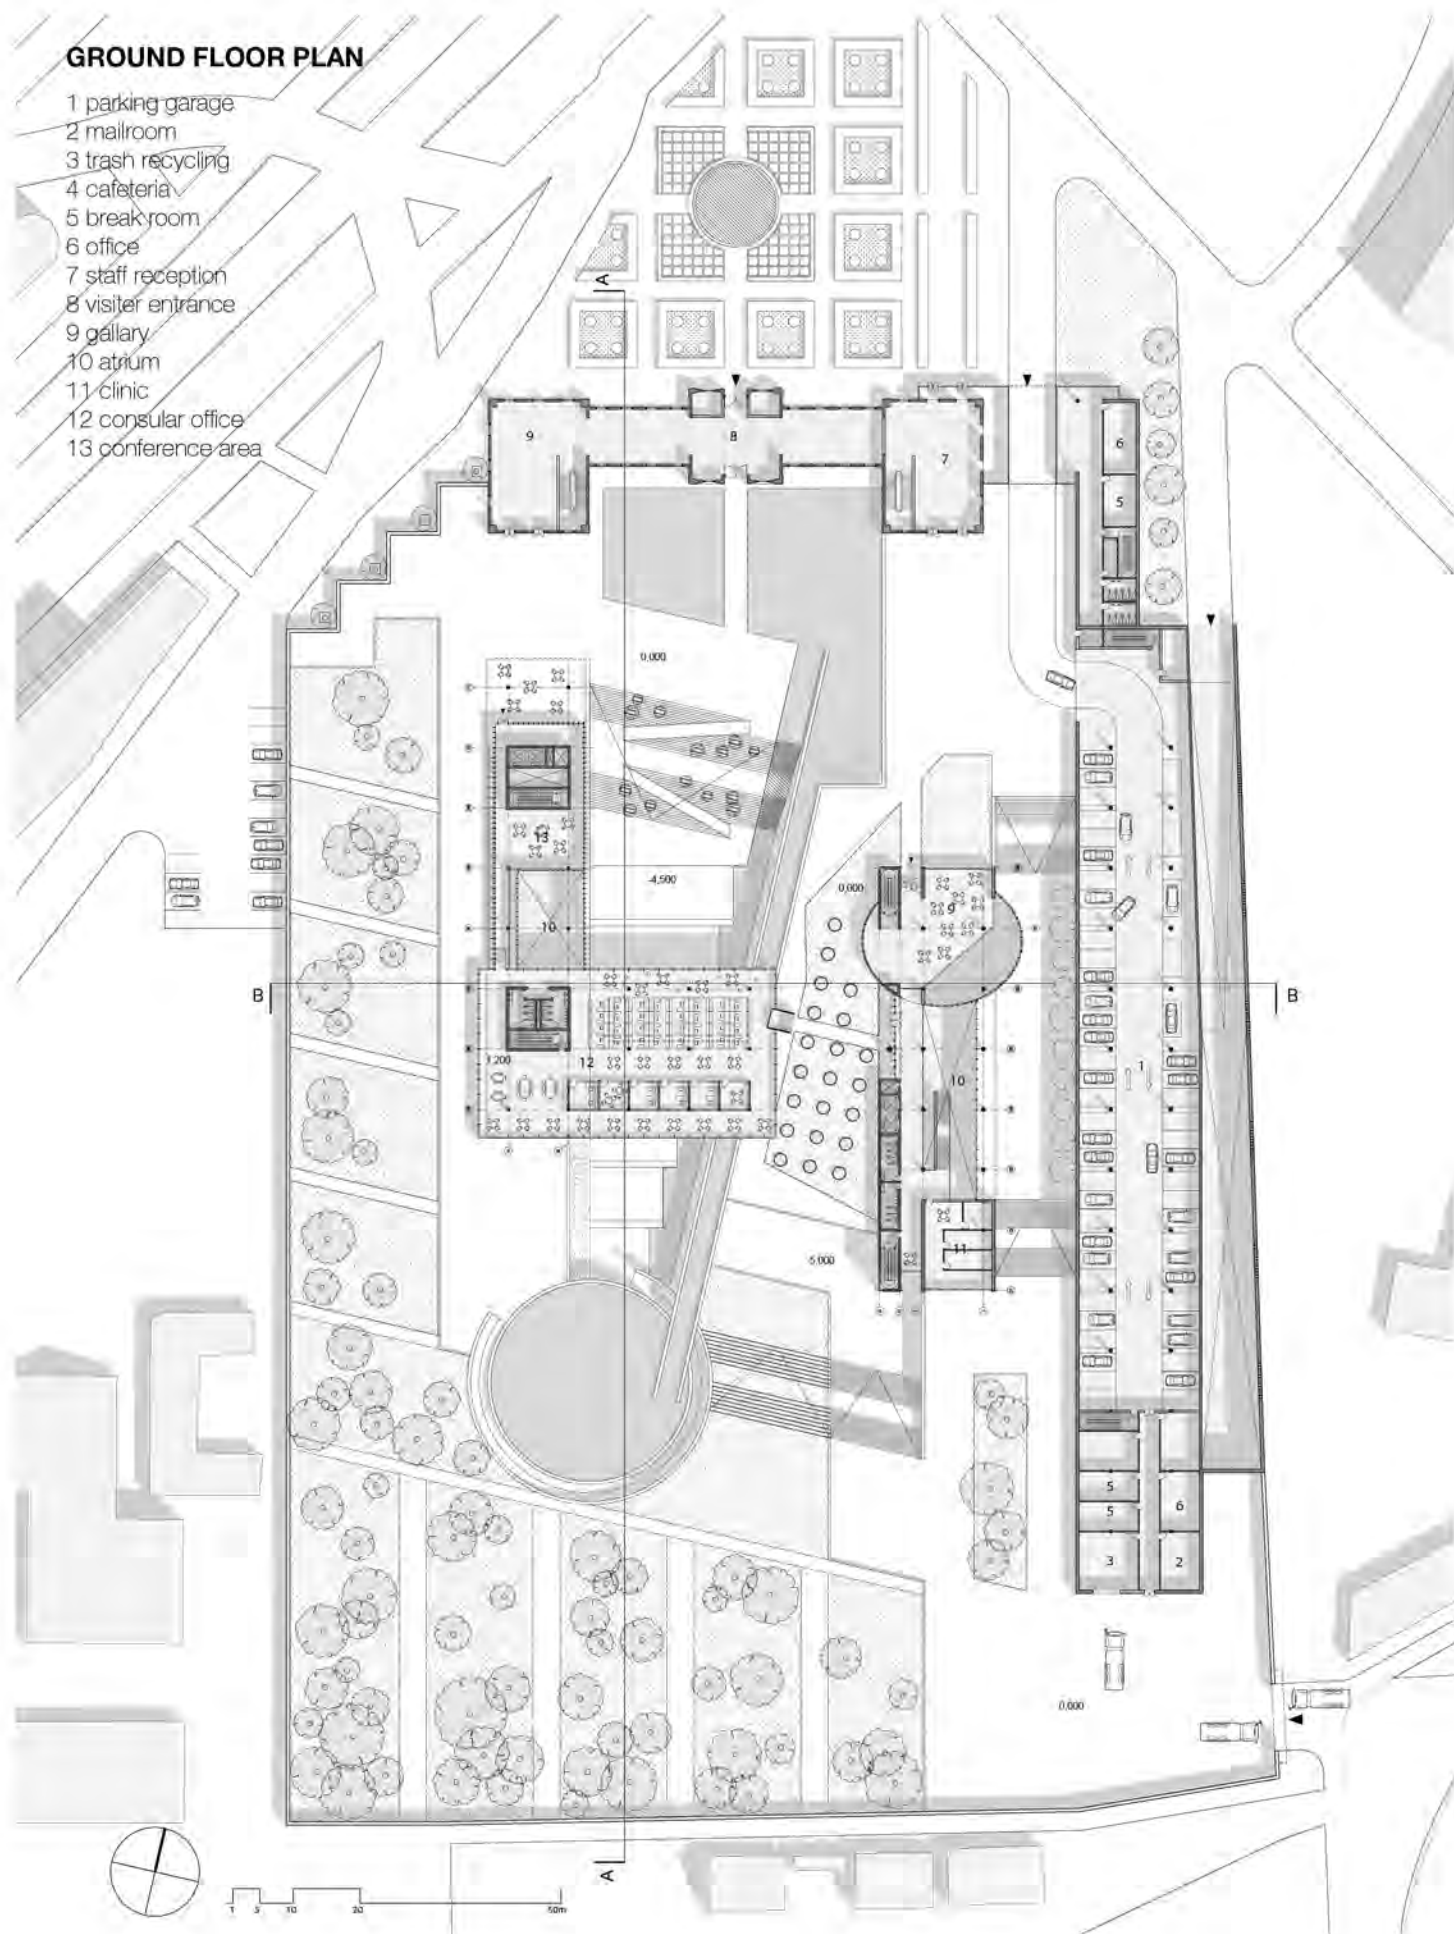 GROUND FLOOR PLAN
1 parking garage
2 mailroom
3 trash recycling
4 cafeteria
5 break room
6 office
7 staff reception
8 visiter entrance
9 gallary
10 atrium
11 clinic
12 consular office
13 conference area
A
9
8
7
6
5
0,000
13
-4,500
10
0,000
9
B
B
1,200
12
10
1
11
-5,000
5
5
6
3
2
0,000
A
1
5
10
20
50m